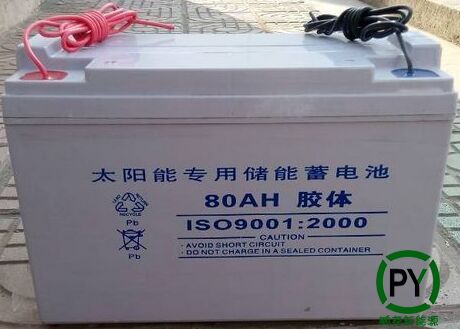 太阳能专用储能蓄电池
80AH 胶体
ISO9001:2000
CAUTION
· AVOID SHORT CIRCUIT
· DO NOT CHARGE IN A SEALED CONTAINER
RECYCLE
Pb
Pb
PY